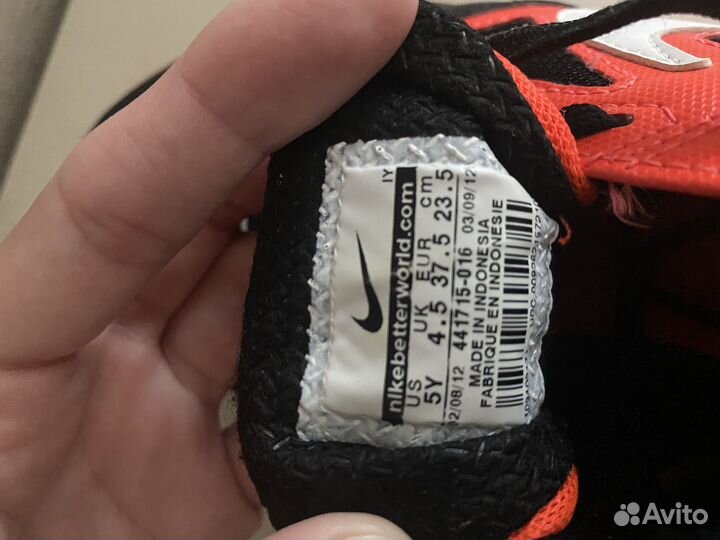 IY
nikebetterworld.com
US UK EUR cm
5Y 4.5 37.5 23.5
02/08/12 441715-016 03/09/12
MADE IN INDONESIA
FABRIQUE EN INDONESIE
Avito